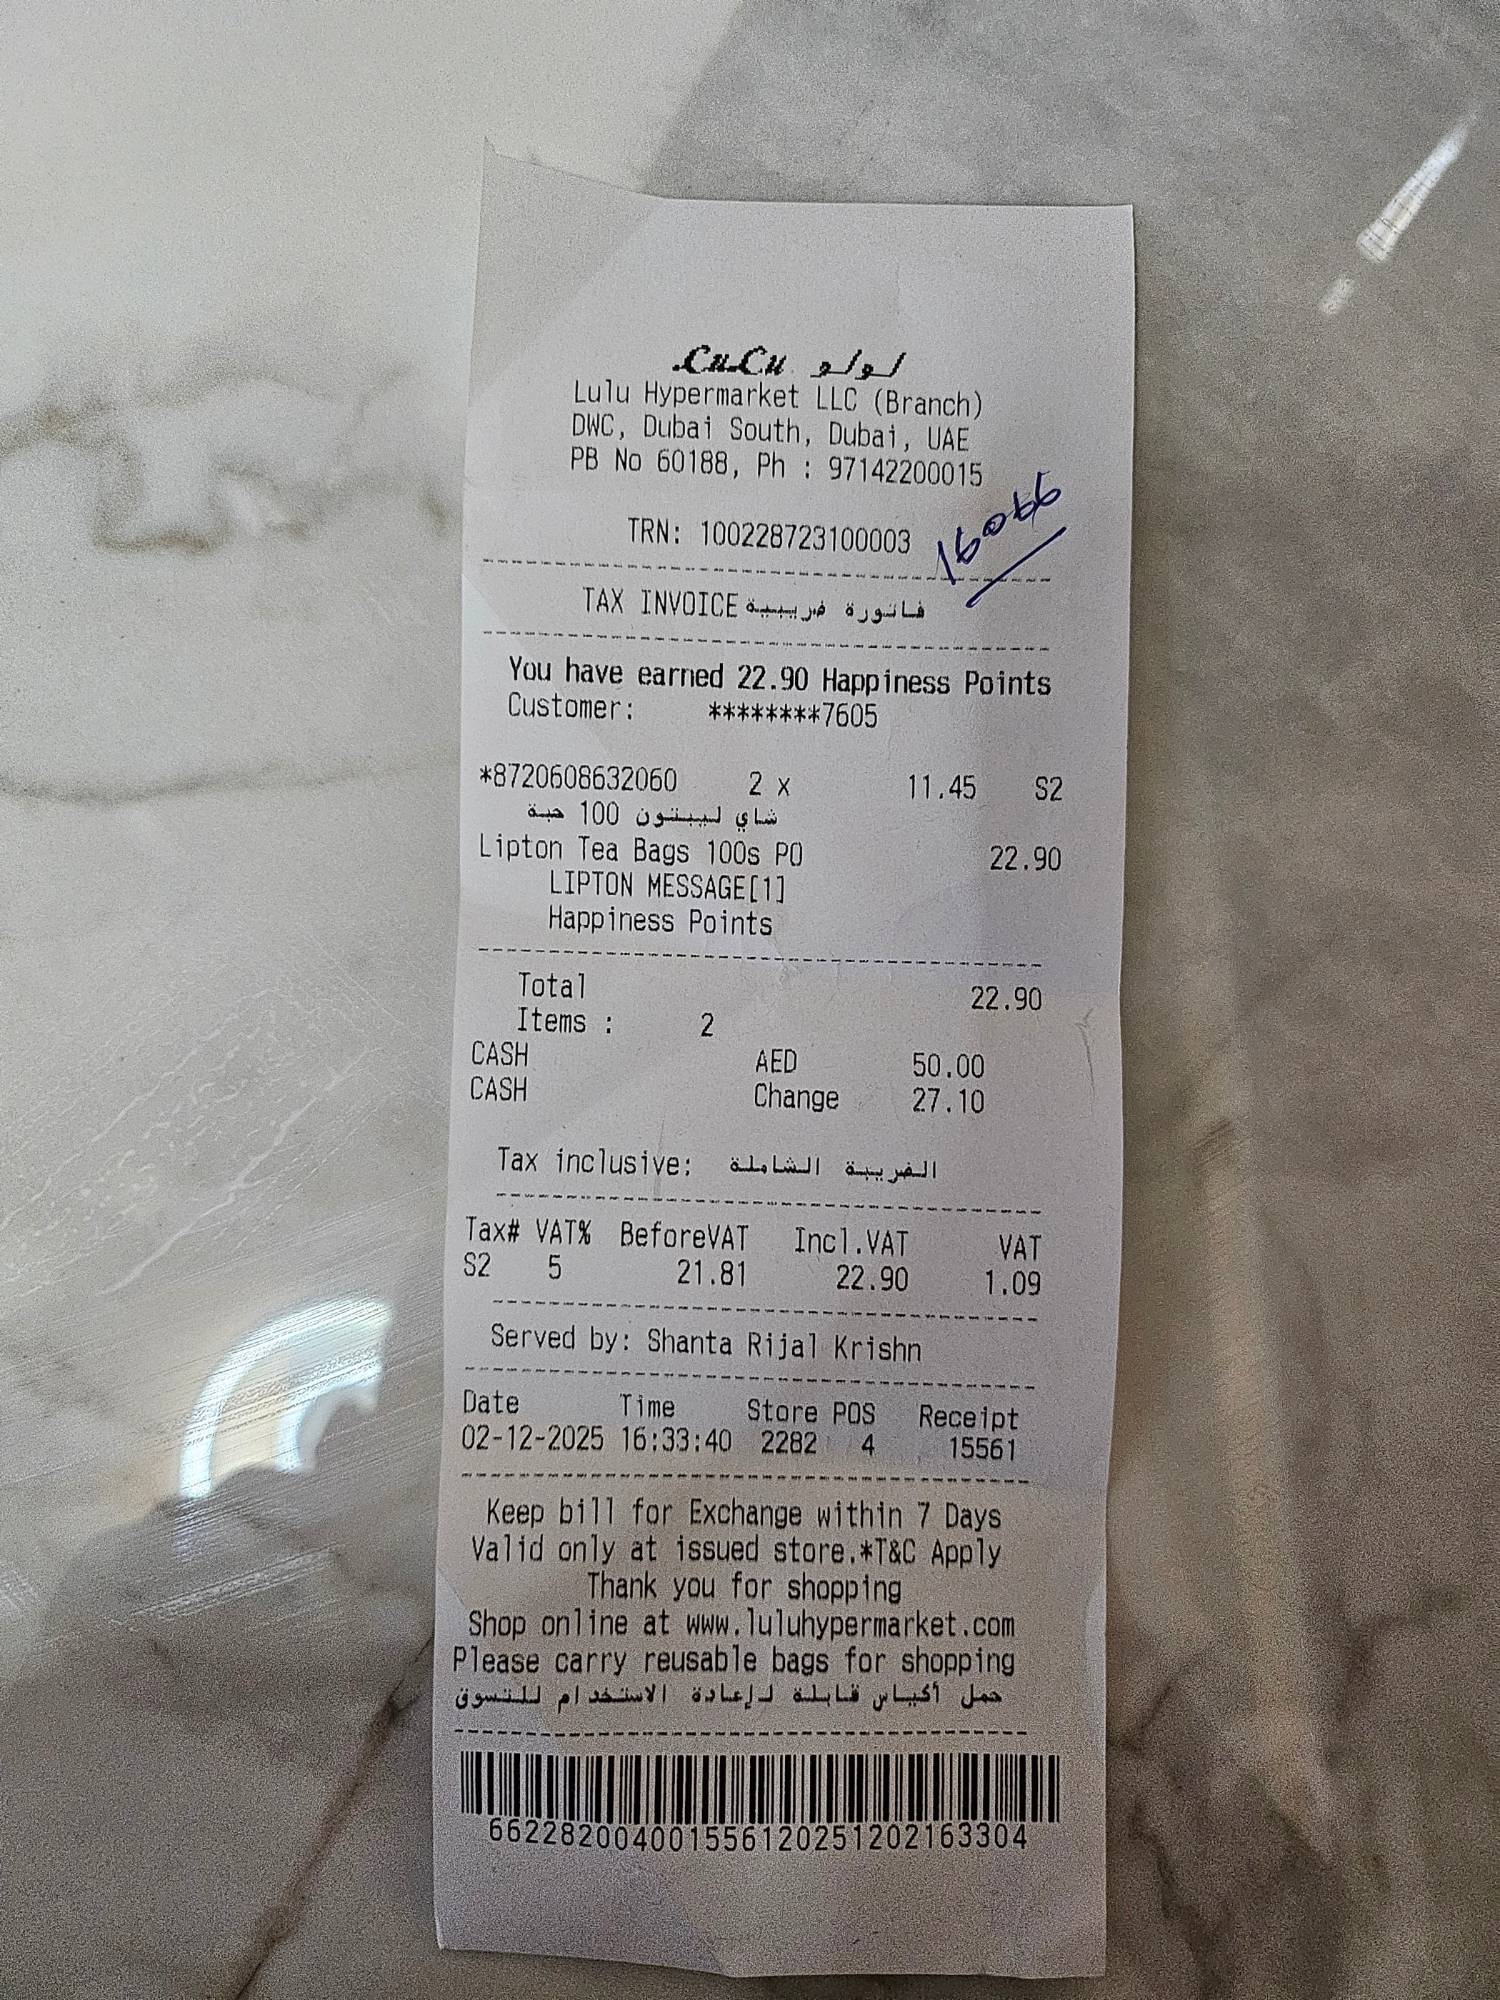 LuLu لولو
Lulu Hypermarket LLC (Branch)
DWC, Dubai South, Dubai, UAE
PB No 60188, Ph : 97142200015
16066
TRN: 100228723100003
TAX INVOICE فاتورة ضريبية
You have earned 22.90 Happiness Points
Customer: ********7605
*8720608632060 2 x 11.45 S2
شاي ليبتون 100 حبة
Lipton Tea Bags 100s PO 22.90
LIPTON MESSAGE[1]
Happiness Points
Total 22.90
Items : 2
CASH AED 50.00
CASH Change 27.10
Tax inclusive: الضريبة الشاملة
Tax# VAT% BeforeVAT Incl.VAT VAT
S2 5 21.81 22.90 1.09
Served by: Shanta Rijal Krishn
Date Time Store POS Receipt
02-12-2025 16:33:40 2282 4 15561
Keep bill for Exchange within 7 Days
Valid only at issued store.*T&C Apply
Thank you for shopping
Shop online at www.luluhypermarket.com
Please carry reusable bags for shopping
حمل أكياس قابلة لإعادة الاستخدام للتسوق
662282004001556120251202163304